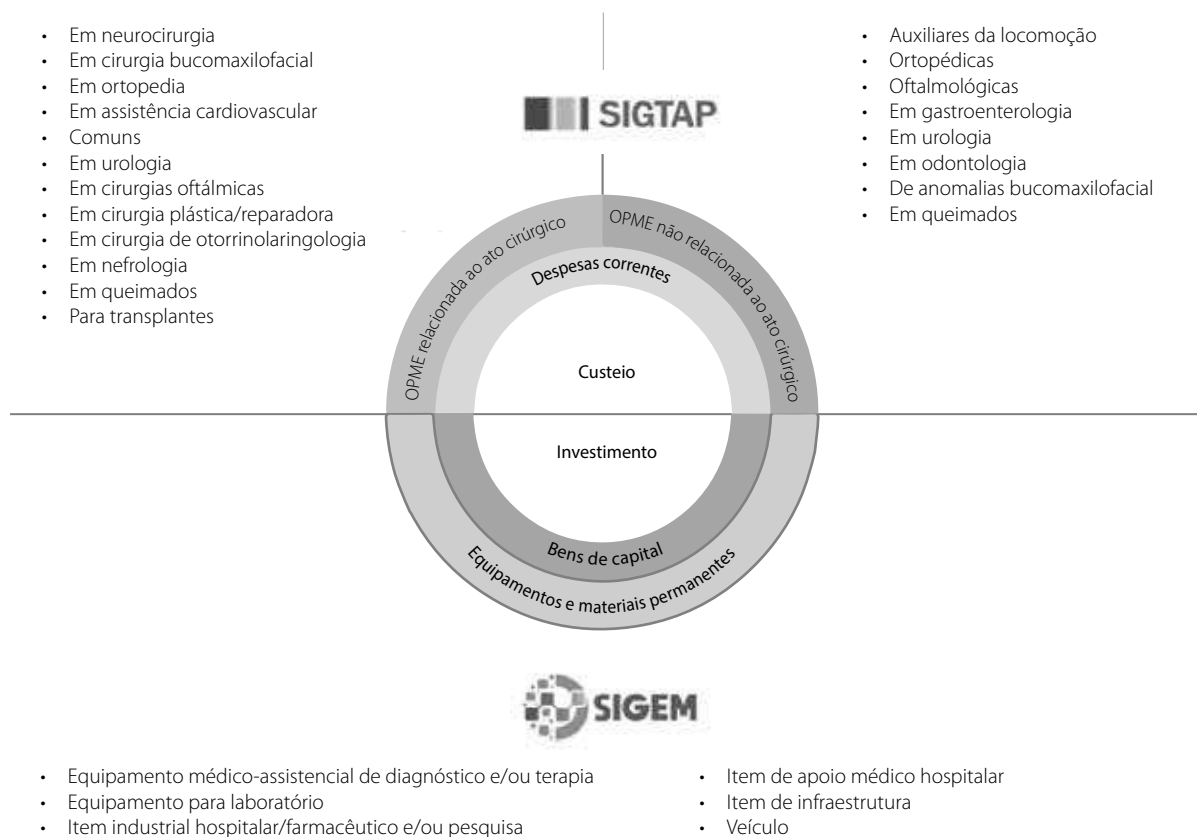 • Em neurocirurgia
• Em cirurgia bucomaxilofacial
• Em ortopedia
• Em assistência cardiovascular
• Comuns
• Em urologia
• Em cirurgias oftálmicas
• Em cirurgia plástica/reparadora
• Em cirurgia de otorrinolaringologia
• Em nefrologia
• Em queimados
• Para transplantes
SIGTAP
• Auxiliares da locomoção
• Ortopédicas
• Oftalmológicas
• Em gastroenterologia
• Em urologia
• Em odontologia
• De anomalias bucomaxilofacial
• Em queimados
OPME relacionada ao ato cirúrgico
OPME não relacionada ao ato cirúrgico
Despesas correntes
Custeio
Investimento
Bens de capital
Equipamentos e materiais permanentes
SIGEM
• Equipamento médico-assistencial de diagnóstico e/ou terapia
• Equipamento para laboratório
• Item industrial hospitalar/farmacêutico e/ou pesquisa
• Item de apoio médico hospitalar
• Item de infraestrutura
• Veículo